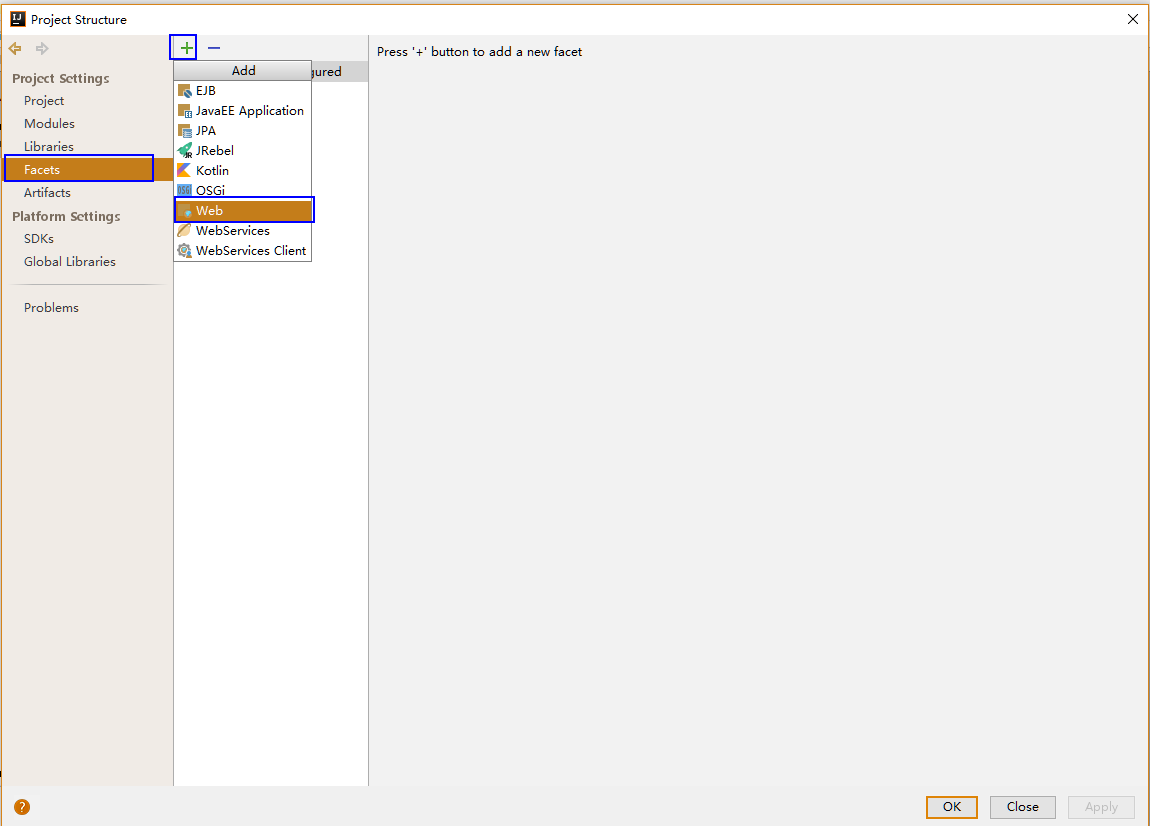 Project Structure
Project Settings
Project
Modules
Libraries
Facets
Artifacts
Platform Settings
SDKs
Global Libraries
Problems
Add
gured
EJB
JavaEE Application
JPA
JRebel
Kotlin
OSGi
Web
WebServices
WebServices Client
Press '+' button to add a new facet
?
OK
Close
Apply